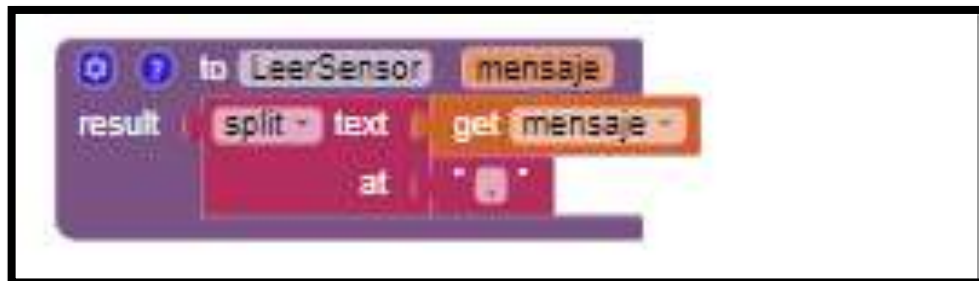 ? to LeerSensor mensaje
result split text get mensaje
at " "